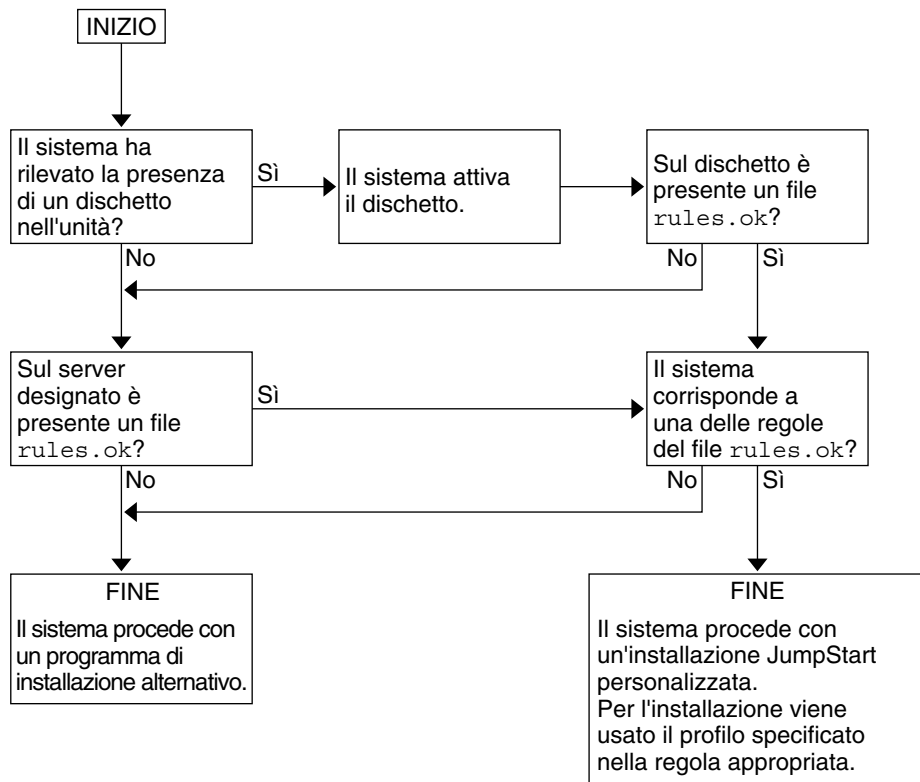 INIZIO
Il sistema ha
rilevato la presenza
di un dischetto
nell'unità?
Sì
Il sistema attiva
il dischetto.
Sul dischetto è
presente un file
rules.ok?
No
No
Sì
Sul server
designato è
presente un file
rules.ok?
Sì
Il sistema
corrisponde a
una delle regole
del file rules.ok?
No
No
Sì
FINE
Il sistema procede con
un programma di
installazione alternativo.
FINE
Il sistema procede con
un'installazione JumpStart
personalizzata.
Per l'installazione viene
usato il profilo specificato
nella regola appropriata.